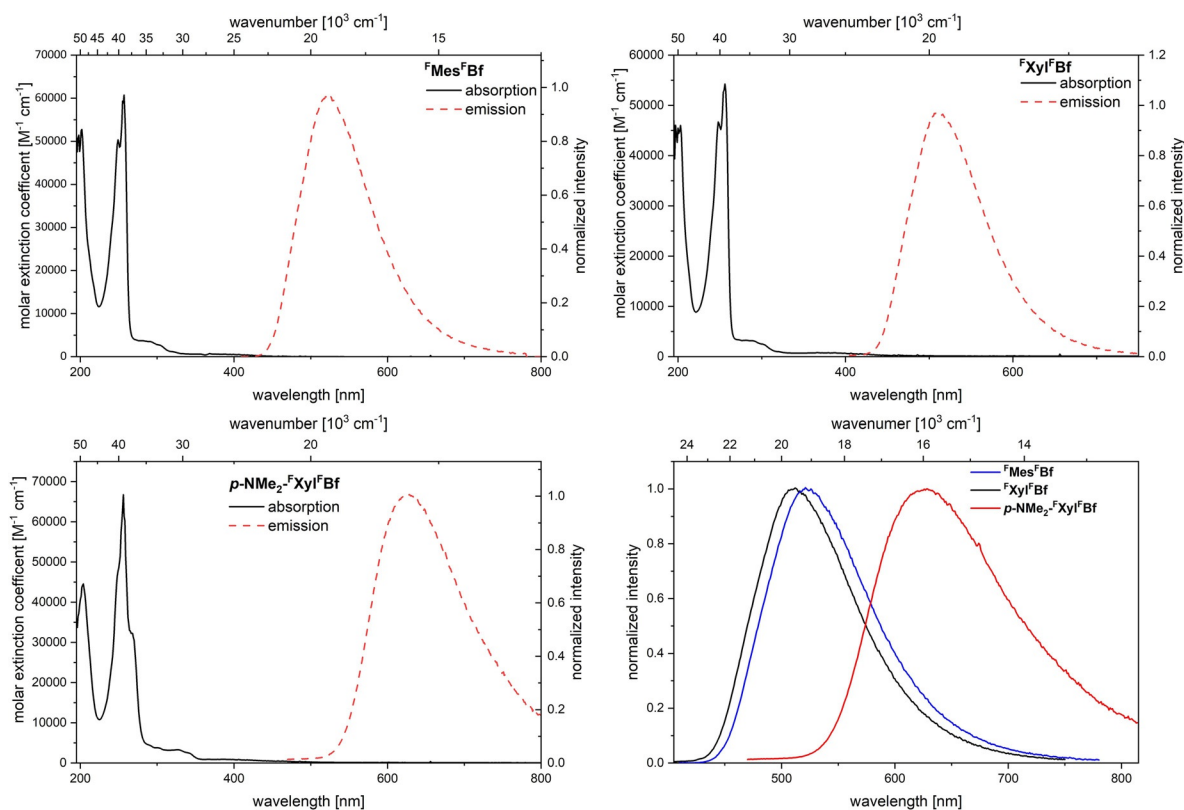 wavenumber [10³ cm⁻¹]
50 45 40 35 30 25 20 15
ᶠMesᶠBf
absorption
emission
molar extinction coefficient [M⁻¹ cm⁻¹]
70000
60000
50000
40000
30000
20000
10000
0
1.0
0.8
0.6
0.4
0.2
0.0
normalized intensity
200 400 600 800
wavelength [nm]
wavenumber [10³ cm⁻¹]
50 40 30 20
ᶠXylᶠBf
absorption
emission
molar extinction coefficient [M⁻¹ cm⁻¹]
60000
50000
40000
30000
20000
10000
0
1.2
1.0
0.8
0.6
0.4
0.2
0.0
normalized intensity
200 400 600
wavelength [nm]
wavenumber [10³ cm⁻¹]
50 40 30 20
p-NMe₂-ᶠXylᶠBf
absorption
emission
molar extinction coefficent [M⁻¹ cm⁻¹]
70000
60000
50000
40000
30000
20000
10000
0
1.0
0.8
0.6
0.4
0.2
0.0
normalized intensity
200 400 600 800
wavelength [nm]
wavenumer [10³ cm⁻¹]
24 22 20 18 16 14
ᶠMesᶠBf
ᶠXylᶠBf
p-NMe₂-ᶠXylᶠBf
normalized intensity
1.0
0.8
0.6
0.4
0.2
0.0
500 600 700 800
wavelength [nm]